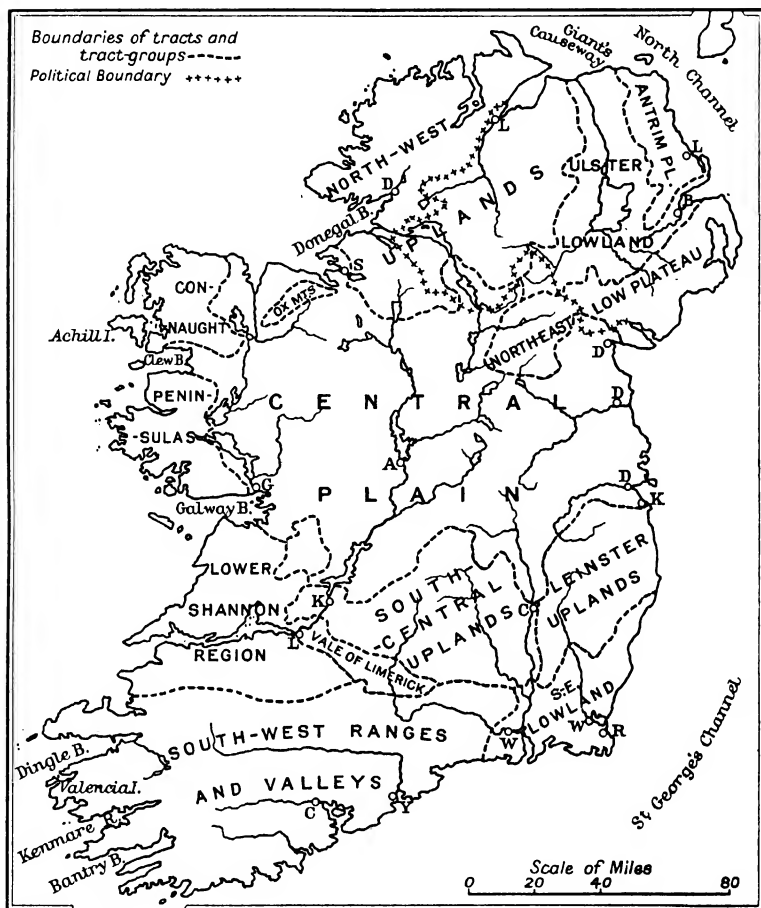 Boundaries of tracts and
tract-groups
Political Boundary
Giant's
Causeway
North Channel
NORTH-WEST
UPLANDS
L
ULSTER
LOWLAND
ANTRIM PL.
L
B
D
Donegal B.
S
OX MTS
NORTH-EAST LOW PLATEAU
D
CON-
NAUGHT
Achill I.
Clew B.
PENIN-
-SULAS
CENTRAL
PLAIN
D
A
G
Galway B.
D
K
LOWER
SHANNON
REGION
K
L
VALE OF LIMERICK
SOUTH
CENTRAL
UPLANDS
C
LEINSTER
UPLANDS
S-E.
LOWLAND
W
R
W
SOUTH-WEST RANGES
AND VALLEYS
Dingle B.
Valencia I.
Kenmare R.
Bantry B.
C
Y
St George's Channel
Scale of Miles
0 20 40 60 80